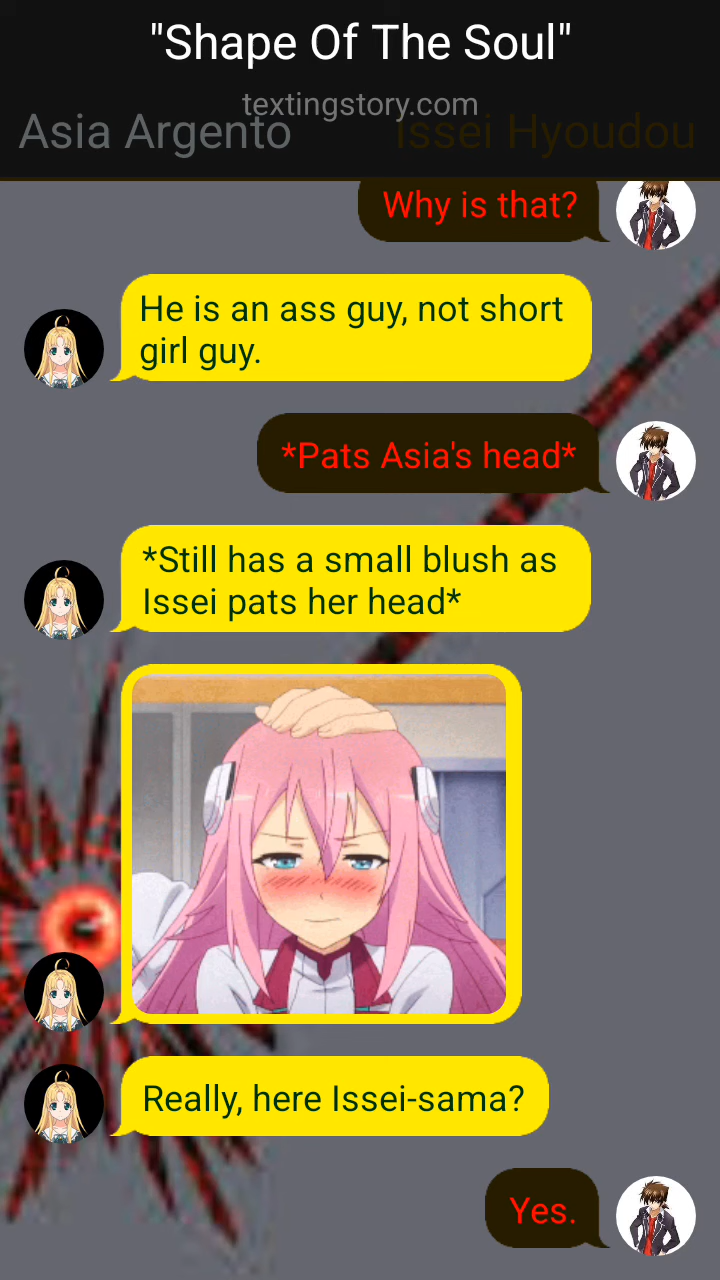 "Shape Of The Soul"
textingstory.com
Asia Argento
Issei Hyoudou
Why is that?
He is an ass guy, not short
girl guy.
*Pats Asia's head*
*Still has a small blush as
Issei pats her head*
Really, here Issei-sama?
Yes.